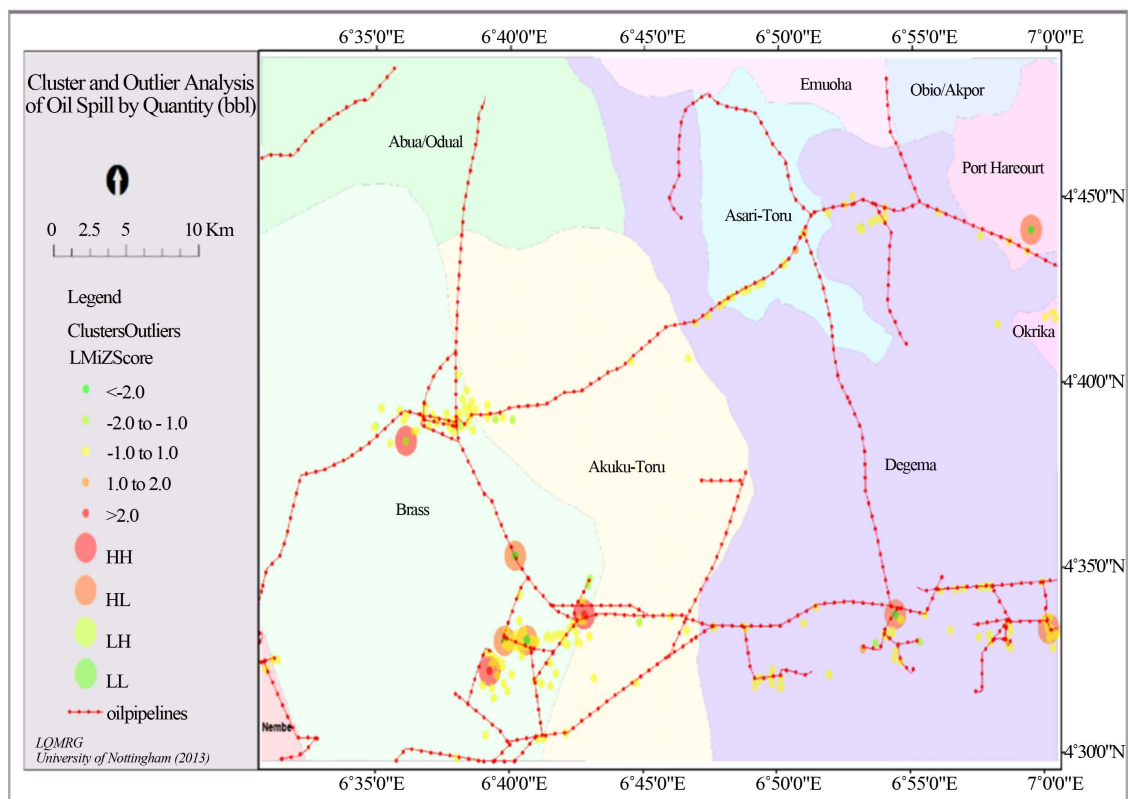 6°35'0"E 6°40'0"E 6°45'0"E 6°50'0"E 6°55'0"E 7°0'0"E
Cluster and Outlier Analysis
of Oil Spill by Quantity (bbl)
0 2.5 5 10 Km
Legend
ClustersOutliers
LMiZScore
<-2.0
-2.0 to - 1.0
-1.0 to 1.0
1.0 to 2.0
>2.0
HH
HL
LH
LL
oilpipelines
LQMRG
University of Nottingham (2013)
Emuoha
Obio/Akpor
Abua/Odual
Port Hareourt
Asari-Toru
Okrika
Akuku-Toru
Degema
Brass
Nembe
4°45'0"N
4°40'0"N
4°35'0"N
4°30'0"N
6°35'0"E 6°40'0"E 6°45'0"E 6°50'0"E 6°55'0"E 7°0'0"E